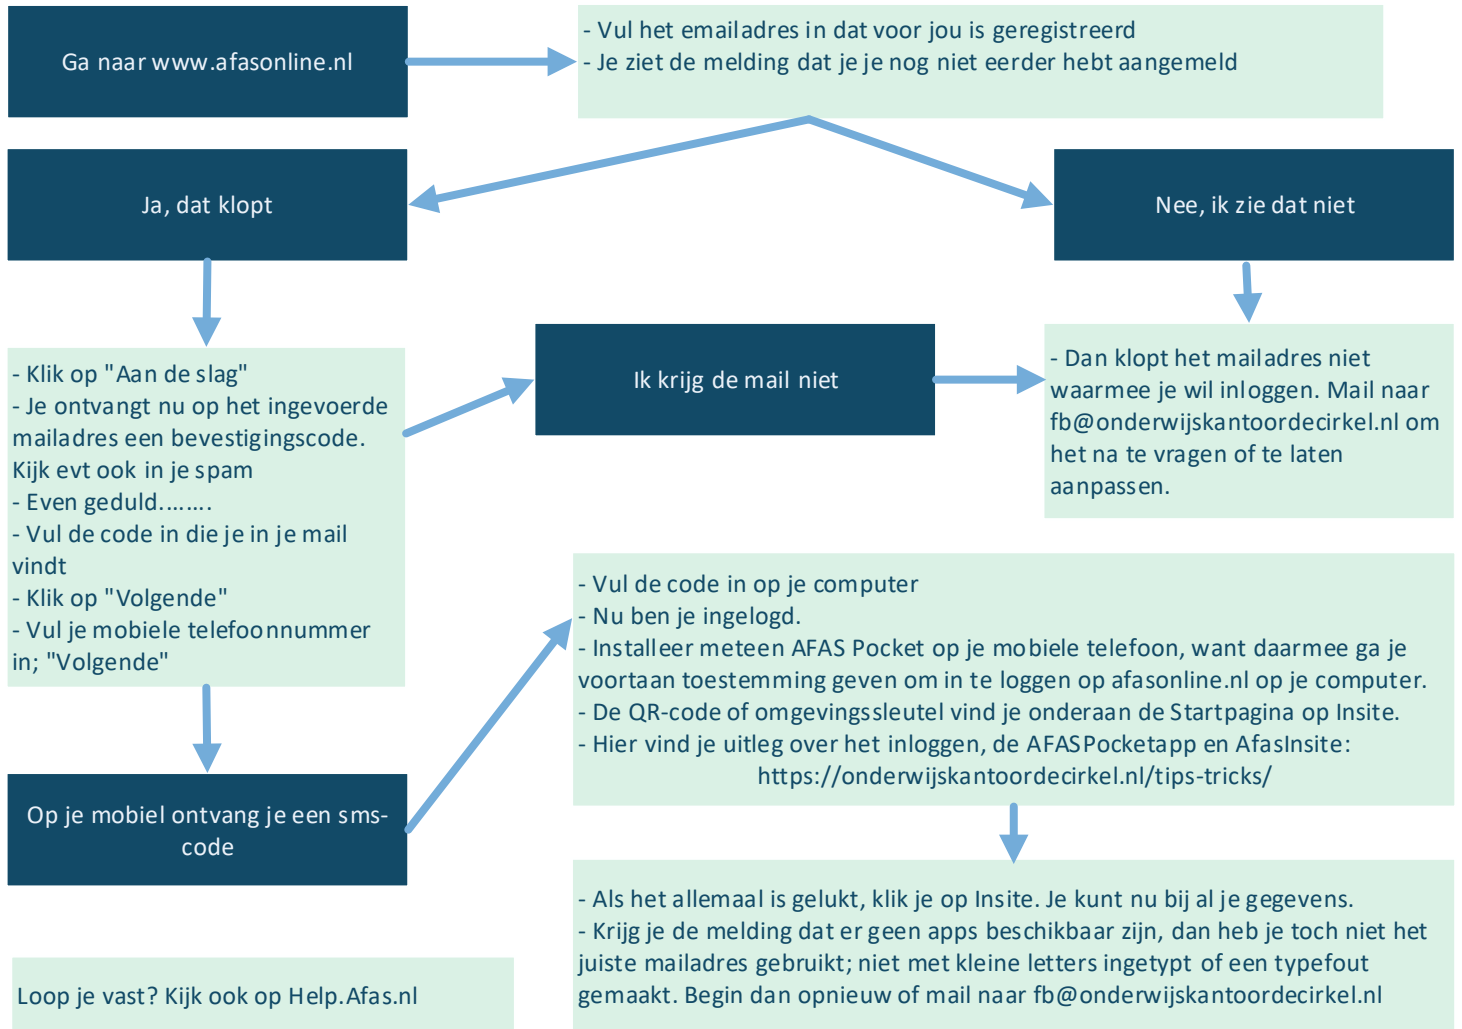 Ga naar www.afasonline.nl
- Vul het emailadres in dat voor jou is geregistreerd
- Je ziet de melding dat je je nog niet eerder hebt aangemeld
Ja, dat klopt
Nee, ik zie dat niet
- Klik op "Aan de slag"
- Je ontvangt nu op het ingevoerde
mailadres een bevestigingscode.
Kijk evt ook in je spam
- Even geduld........
- Vul de code in die je in je mail
vindt
- Klik op "Volgende"
- Vul je mobiele telefoonnummer
in; "Volgende"
Ik krijg de mail niet
- Dan klopt het mailadres niet
waarmee je wil inloggen. Mail naar
fb@onderwijskantoordecirkel.nl om
het na te vragen of te laten
aanpassen.
Op je mobiel ontvang je een sms-
code
- Vul de code in op je computer
- Nu ben je ingelogd.
- Installeer meteen AFAS Pocket op je mobiele telefoon, want daarmee ga je
voortaan toestemming geven om in te loggen op afasonline.nl op je computer.
- De QR-code of omgevingssleutel vind je onderaan de Startpagina op Insite.
- Hier vind je uitleg over het inloggen, de AFASPocketapp en AfasInsite:
https://onderwijskantoordecirkel.nl/tips-tricks/
- Als het allemaal is gelukt, klik je op Insite. Je kunt nu bij al je gegevens.
- Krijg je de melding dat er geen apps beschikbaar zijn, dan heb je toch niet het
juiste mailadres gebruikt; niet met kleine letters ingetypt of een typefout
gemaakt. Begin dan opnieuw of mail naar fb@onderwijskantoordecirkel.nl
Loop je vast? Kijk ook op Help.Afas.nl